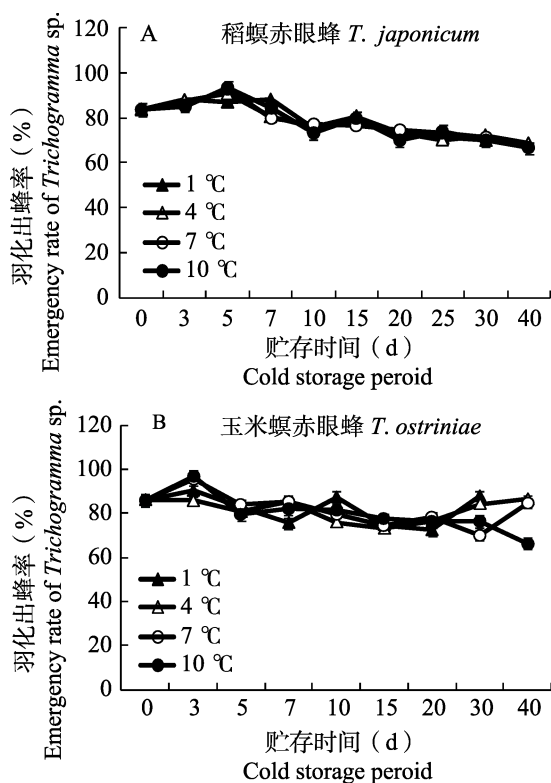 A
稻螟赤眼蜂 T. japonicum
羽化出蜂率（%）
Emergency rate of Trichogramma sp.
120
100
80
60
40
20
0
1 ℃
4 ℃
7 ℃
10 ℃
0 3 5 7 10 15 20 25 30 40
贮存时间（d）
Cold storage peroid
B
玉米螟赤眼蜂 T. ostriniae
羽化出蜂率（%）
Emergency rate of Trichogramma sp.
120
100
80
60
40
20
0
1 ℃
4 ℃
7 ℃
10 ℃
0 3 5 7 10 15 20 30 40
贮存时间（d）
Cold storage peroid